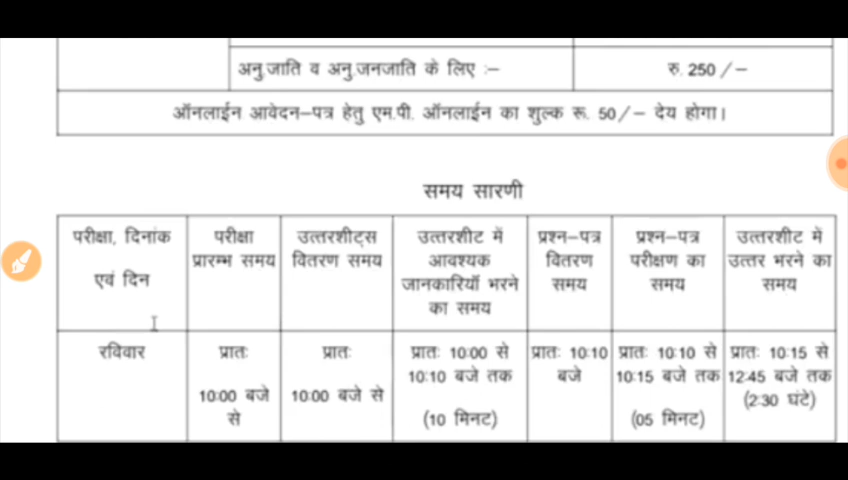 अनु.जाति व अनु.जनजाति के लिए :–
रु. 250 /–
ऑनलाईन आवेदन–पत्र हेतु एम.पी. ऑनलाईन का शुल्क रू. 50/– देय होगा।
समय सारणी
परीक्षा, दिनांक
एवं दिन
परीक्षा
प्रारम्भ समय
उत्तरशीट्स
वितरण समय
उत्तरशीट में
आवश्यक
जानकारियॉ भरने
का समय
प्रश्न–पत्र
वितरण
समय
प्रश्न–पत्र
परीक्षण का
समय
उत्तरशीट में
उत्तर भरने का
समय
रविवार
प्रातः
10:00 बजे
से
प्रातः
10:00 बजे से
प्रातः 10:00 से
10:10 बजे तक
(10 मिनट)
प्रातः 10:10
बजे
प्रातः 10:10 से
10:15 बजे तक
(05 मिनट)
प्रातः 10:15 से
12:45 बजे तक
(2:30 घंटे)